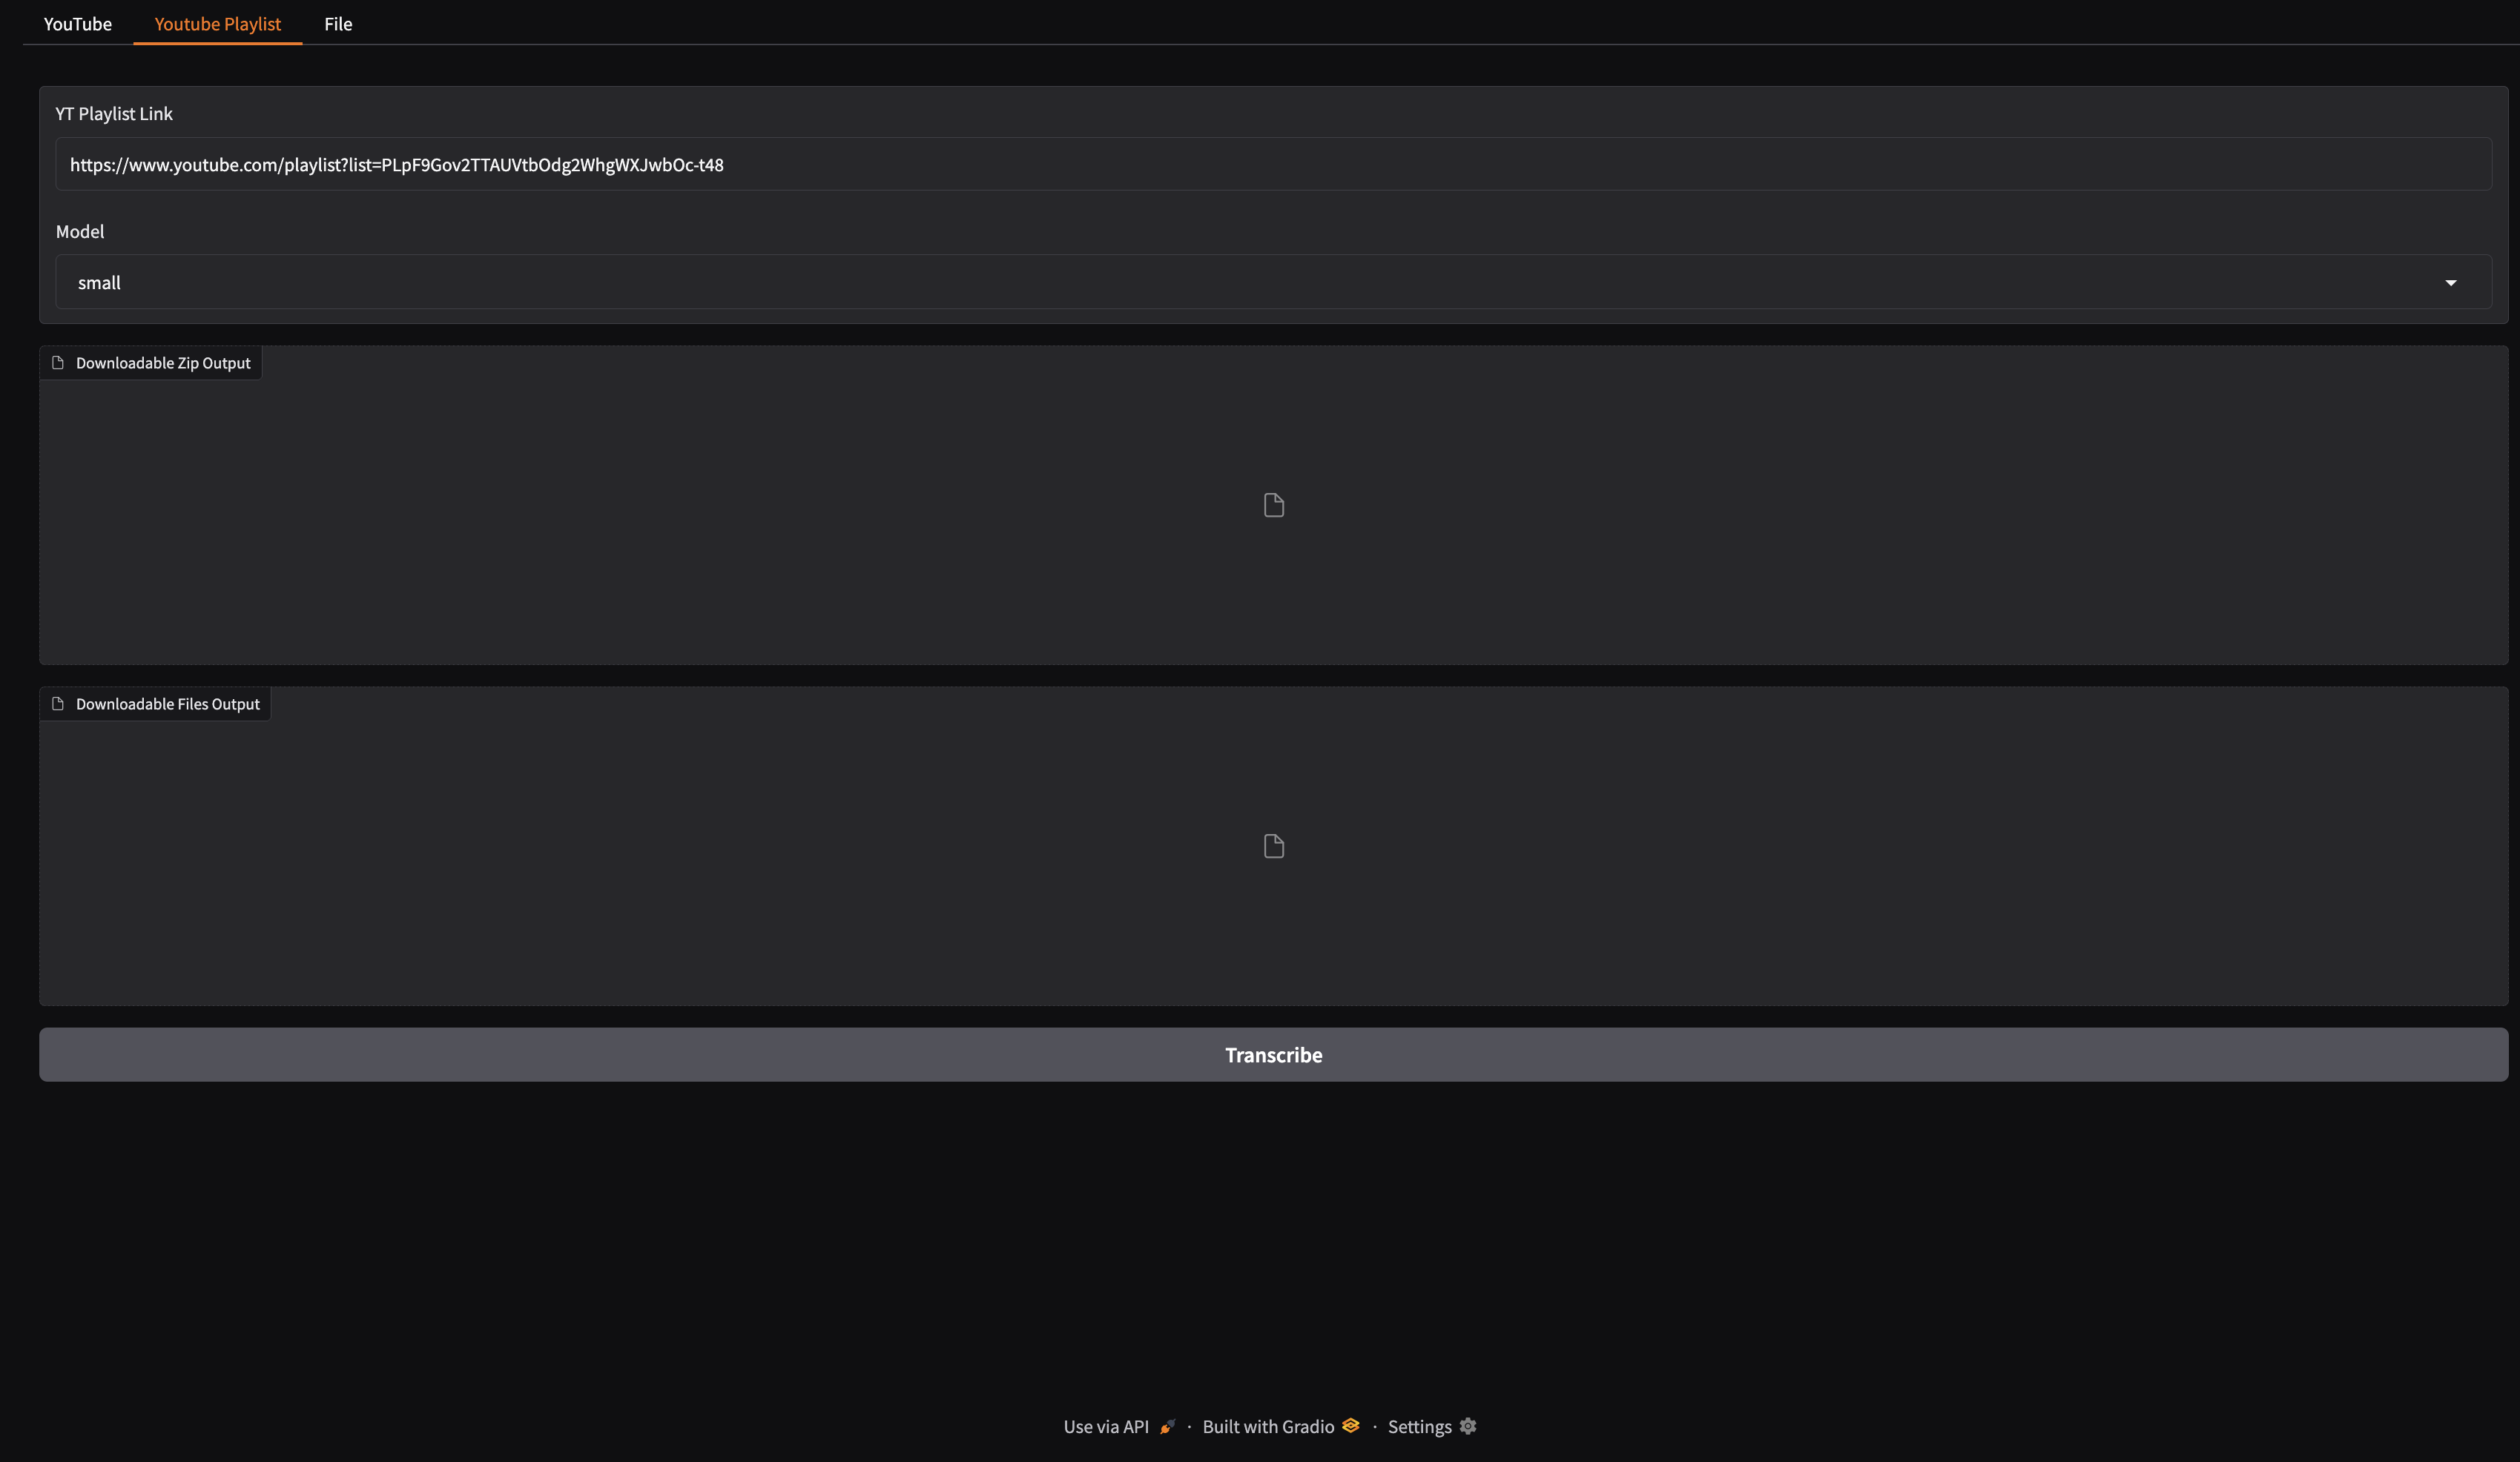 YouTube
Youtube Playlist
File
YT Playlist Link
https://www.youtube.com/playlist?list=PLpF9Gov2TTAUVtbOdg2WhgWXJwbOc-t48
Model
small
Downloadable Zip Output
Downloadable Files Output
Transcribe
Use via API · Built with Gradio · Settings